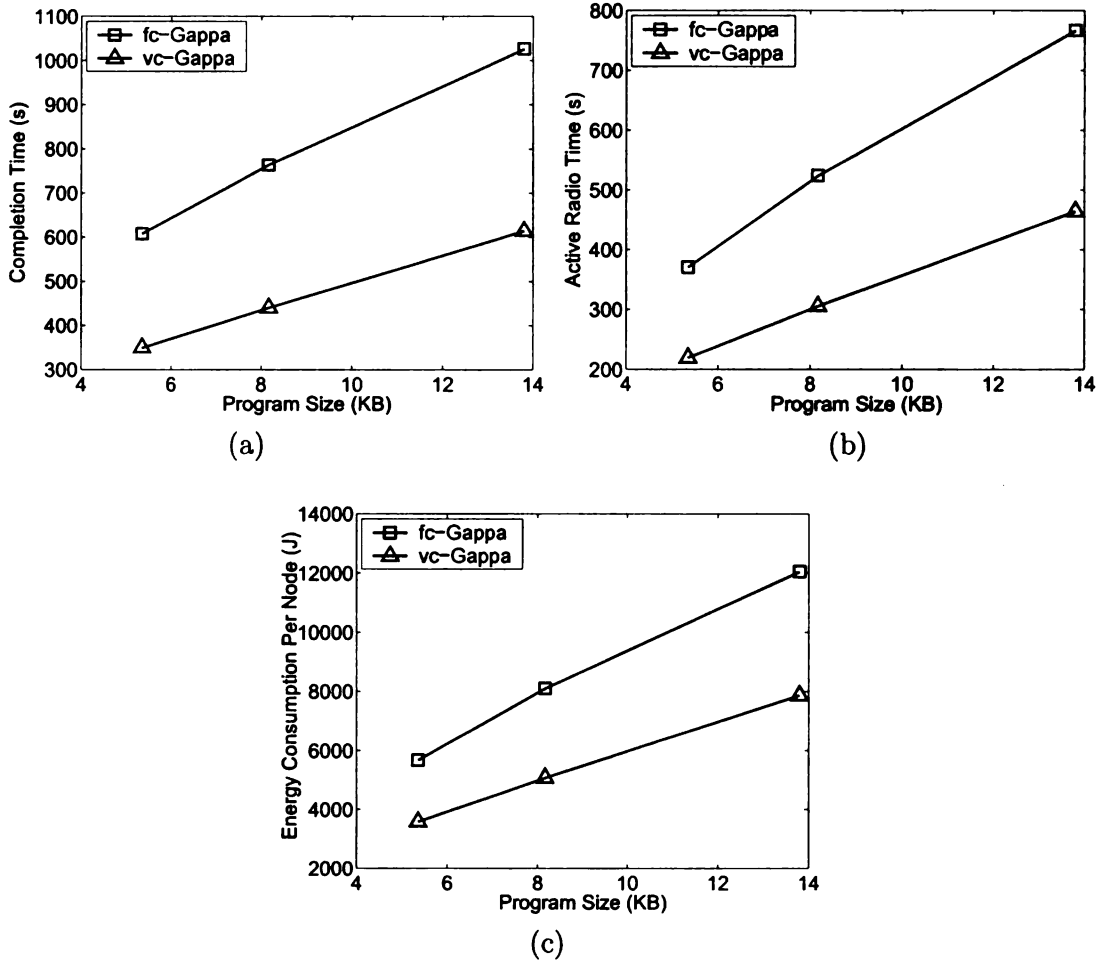 1100
1000
900
800
700
600
500
400
300
4
6
8
10
12
14
Completion Time (s)
Program Size (KB)
fc-Gappa
vc-Gappa
(a)
800
700
600
500
400
300
200
4
6
8
10
12
14
Active Radio Time (s)
Program Size (KB)
fc-Gappa
vc-Gappa
(b)
14000
12000
10000
8000
6000
4000
2000
4
6
8
10
12
14
Energy Consumption Per Node (J)
Program Size (KB)
fc-Gappa
vc-Gappa
(c)